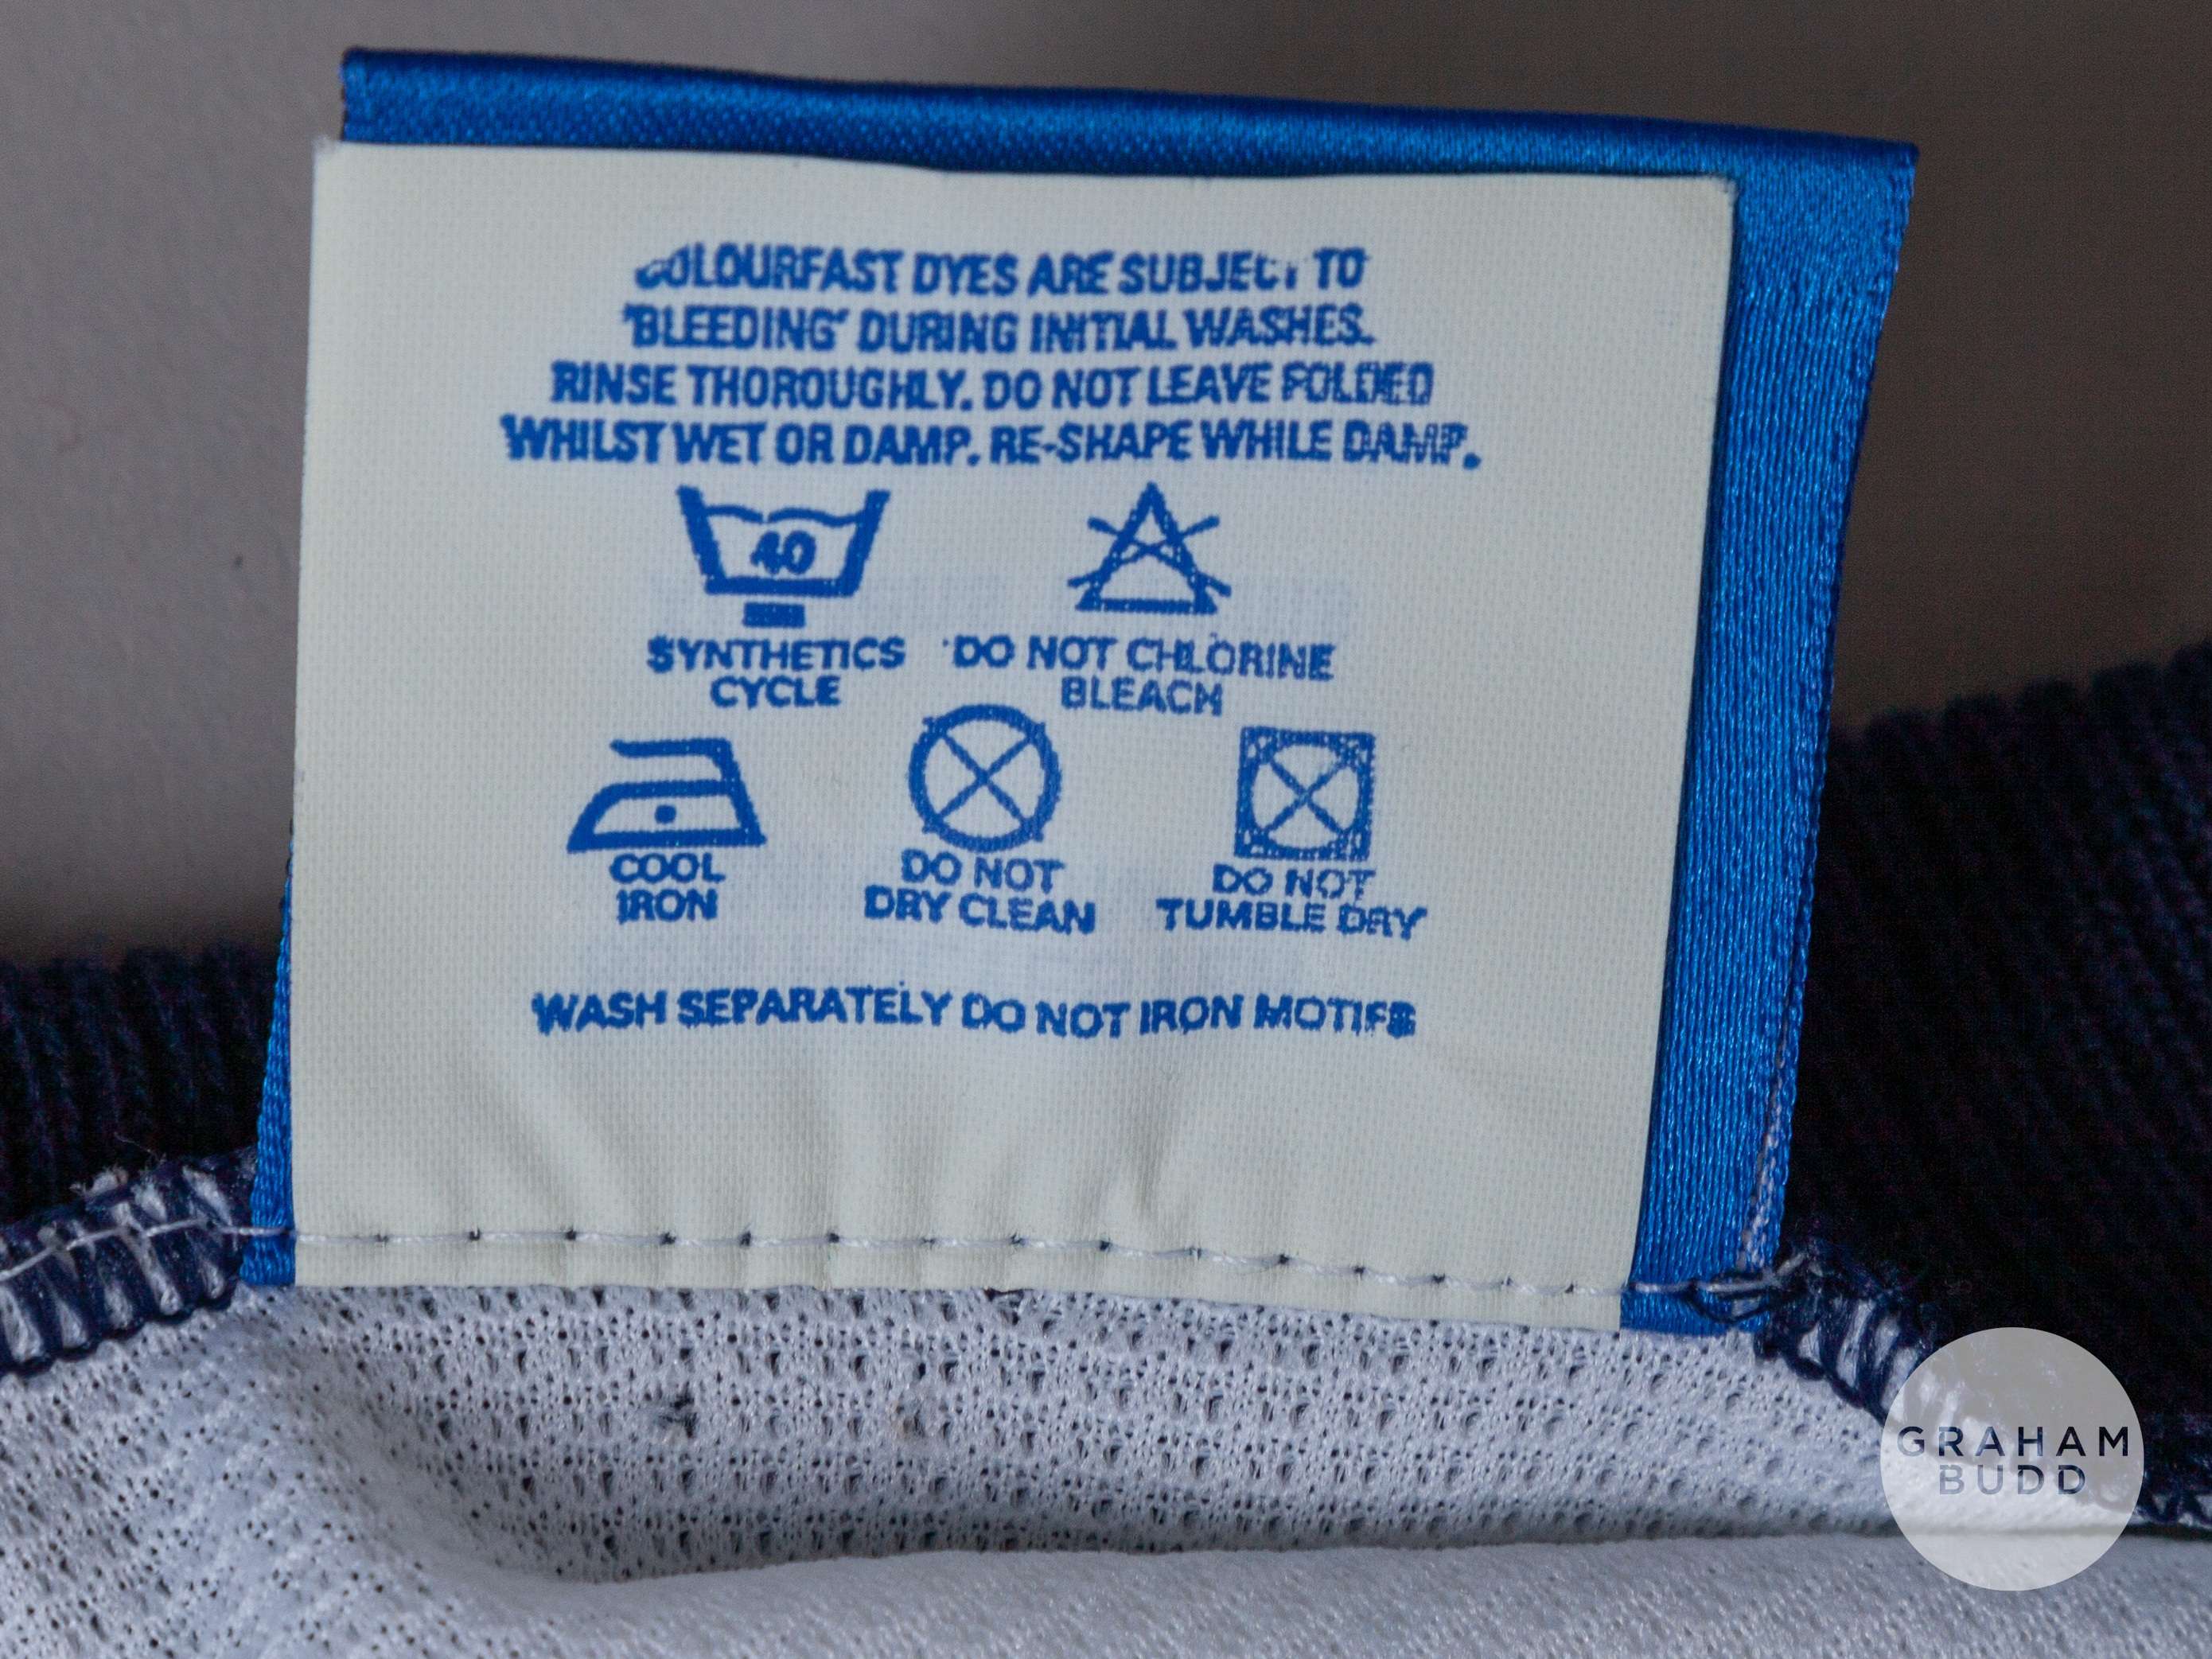 COLOURFAST DYES ARE SUBJECT TO
'BLEEDING' DURING INITIAL WASHES.
RINSE THOROUGHLY. DO NOT LEAVE FOLDED
WHILST WET OR DAMP. RE-SHAPE WHILE DAMP.
40
SYNTHETICS
CYCLE
DO NOT CHLORINE
BLEACH
COOL
IRON
DO NOT
DRY CLEAN
DO NOT
TUMBLE DRY
WASH SEPARATELY DO NOT IRON MOTIFS
GRAHAM
BUDD